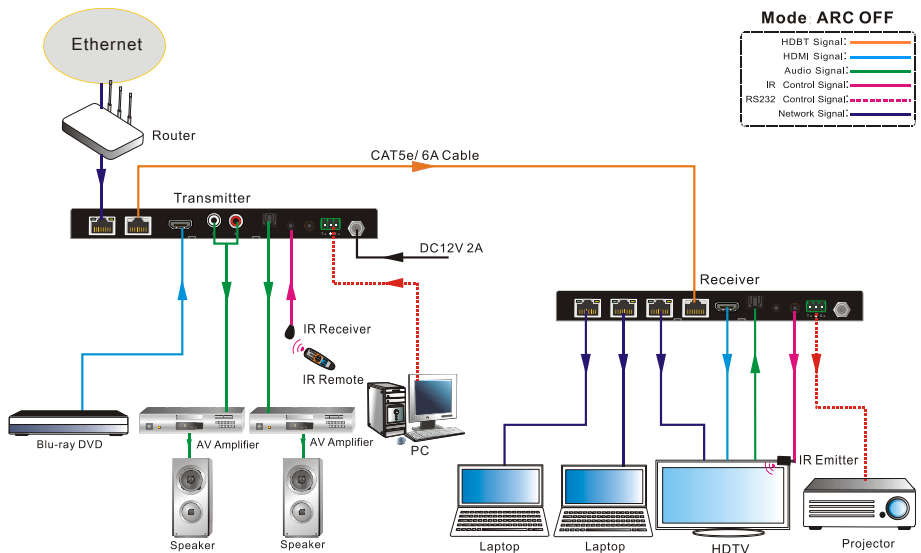 Mode ARC OFF
HDBT Signal:
HDMI Signal:
Audio Signal:
IR Control Signal:
RS232 Control Signal:
Network Signal:
Ethernet
Router
CAT5e/ 6A Cable
Transmitter
DC12V 2A
Receiver
IR Receiver
IR Remote
Blu-ray DVD
AV Amplifier
AV Amplifier
PC
IR Emitter
Speaker
Speaker
Laptop
Laptop
HDTV
Projector